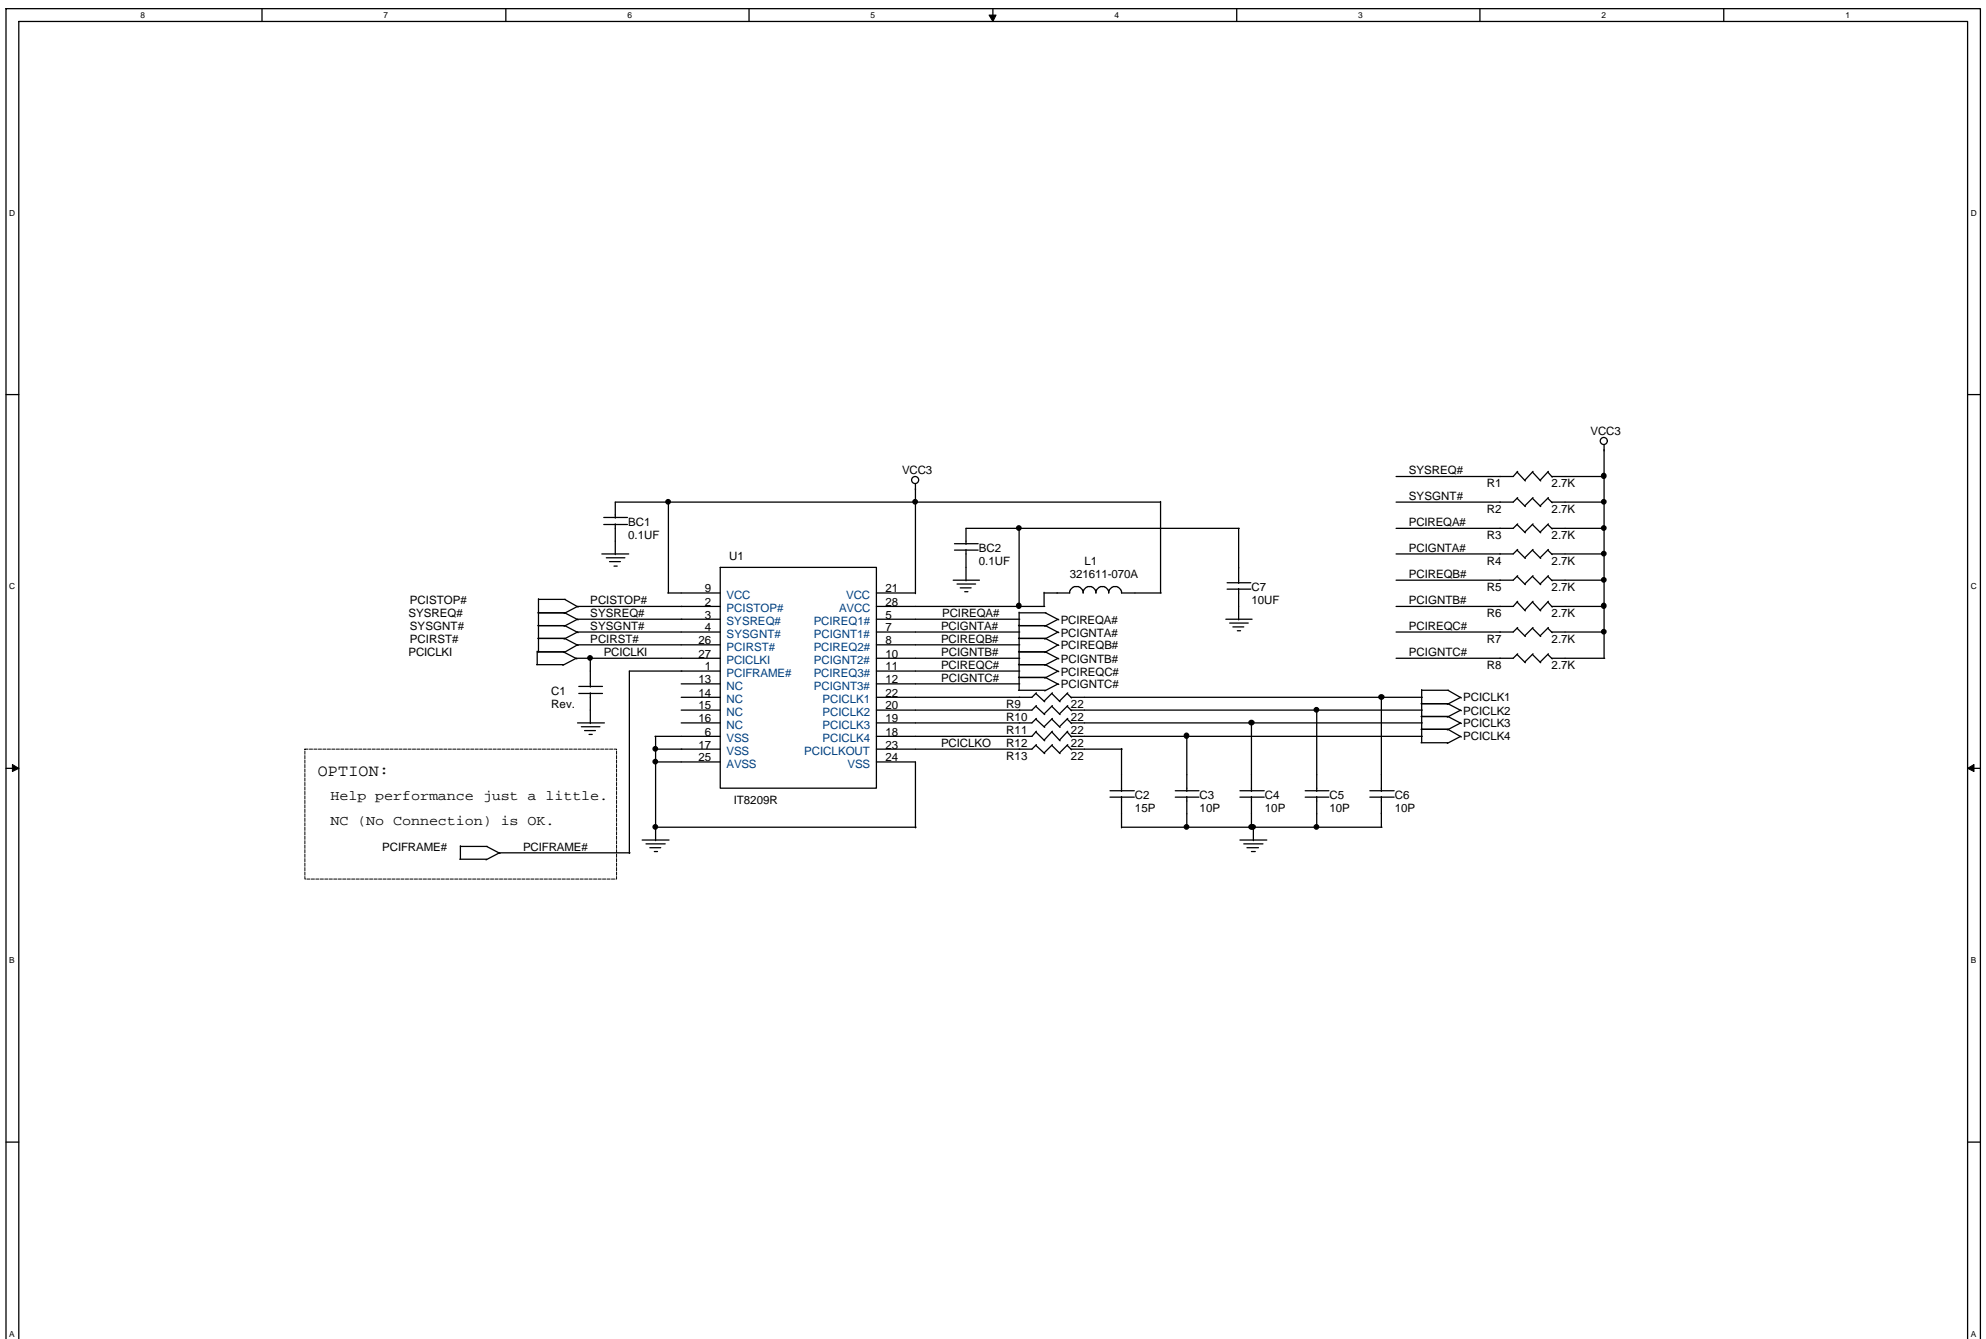 8 7 6 5 4 3 2 1
D D
VCC3
VCC3
SYSREQ# R1 2.7K
SYSGNT# R2 2.7K
PCIREQA# R3 2.7K
PCIGNTA# R4 2.7K
PCIREQB# R5 2.7K
PCIGNTB# R6 2.7K
PCIREQC# R7 2.7K
PCIGNTC# R8 2.7K
BC1
0.1UF
BC2
0.1UF
L1
321611-070A
C7
10UF
C C
U1
9 VCC VCC 21
PCISTOP# PCISTOP# 2 PCISTOP# AVCC 28
SYSREQ# SYSREQ# 3 SYSREQ# PCIREQ1# 5 PCIREQA# PCIREQA#
SYSGNT# SYSGNT# 4 SYSGNT# PCIGNT1# 7 PCIGNTA# PCIGNTA#
PCIRST# PCIRST# 26 PCIRST# PCIREQ2# 8 PCIREQB# PCIREQB#
PCICLKI PCICLKI 27 PCICLKI PCIGNT2# 10 PCIGNTB# PCIGNTB#
1 PCIFRAME# PCIREQ3# 11 PCIREQC# PCIREQC#
13 NC PCIGNT3# 12 PCIGNTC# PCIGNTC#
14 NC PCICLK1 22 R9 22 PCICLK1
15 NC PCICLK2 20 R10 22 PCICLK2
16 NC PCICLK3 19 R11 22 PCICLK3
6 VSS PCICLK4 18 R12 22 PCICLK4
17 VSS PCICLKOUT 23 PCICLKO R13 22
25 AVSS VSS 24
IT8209R
C1
Rev.
C2
15P
C3
10P
C4
10P
C5
10P
C6
10P
OPTION:
Help performance just a little.
NC (No Connection) is OK.
PCIFRAME# PCIFRAME#
B B
A A